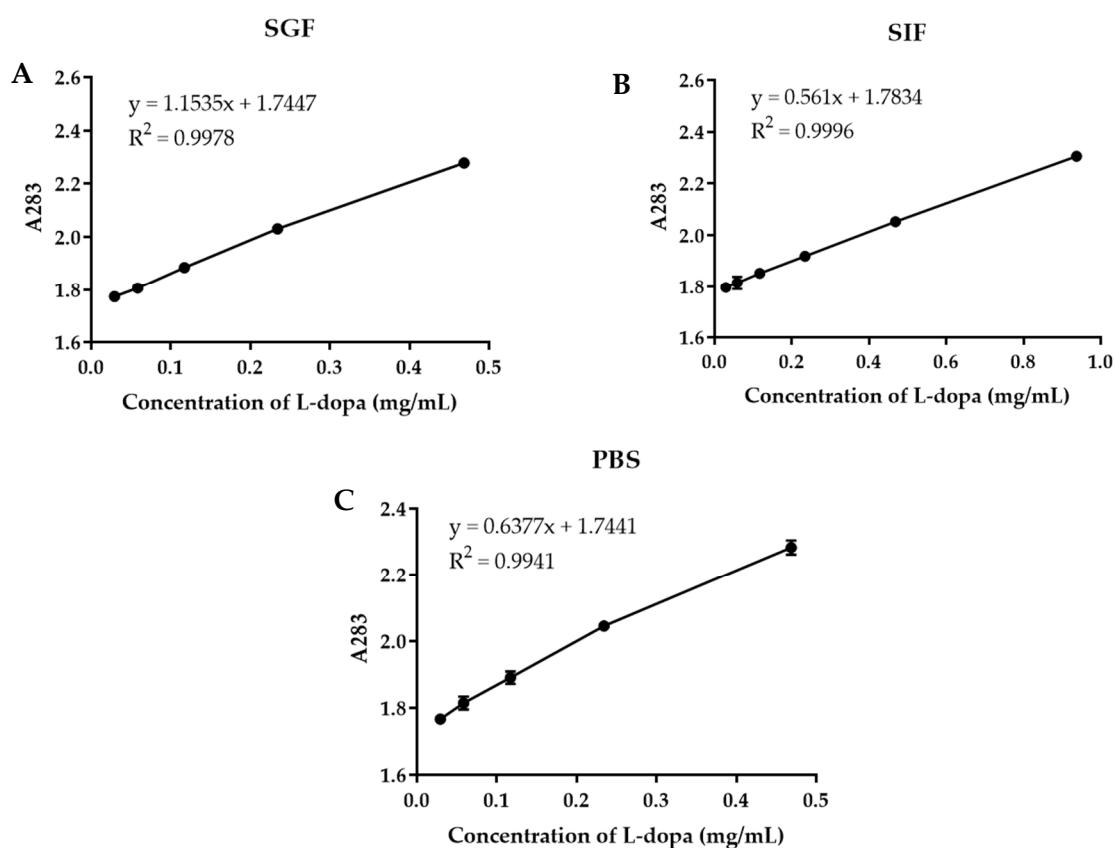 SGF
A
y = 1.1535x + 1.7447
R² = 0.9978
A283
2.6
2.4
2.2
2.0
1.8
1.6
0.0 0.1 0.2 0.3 0.4 0.5
Concentration of L-dopa (mg/mL)
SIF
B
y = 0.561x + 1.7834
R² = 0.9996
A283
2.6
2.4
2.2
2.0
1.8
1.6
0.0 0.2 0.4 0.6 0.8 1.0
Concentration of L-dopa (mg/mL)
PBS
C
y = 0.6377x + 1.7441
R² = 0.9941
A283
2.4
2.2
2.0
1.8
1.6
0.0 0.1 0.2 0.3 0.4 0.5
Concentration of L-dopa (mg/mL)